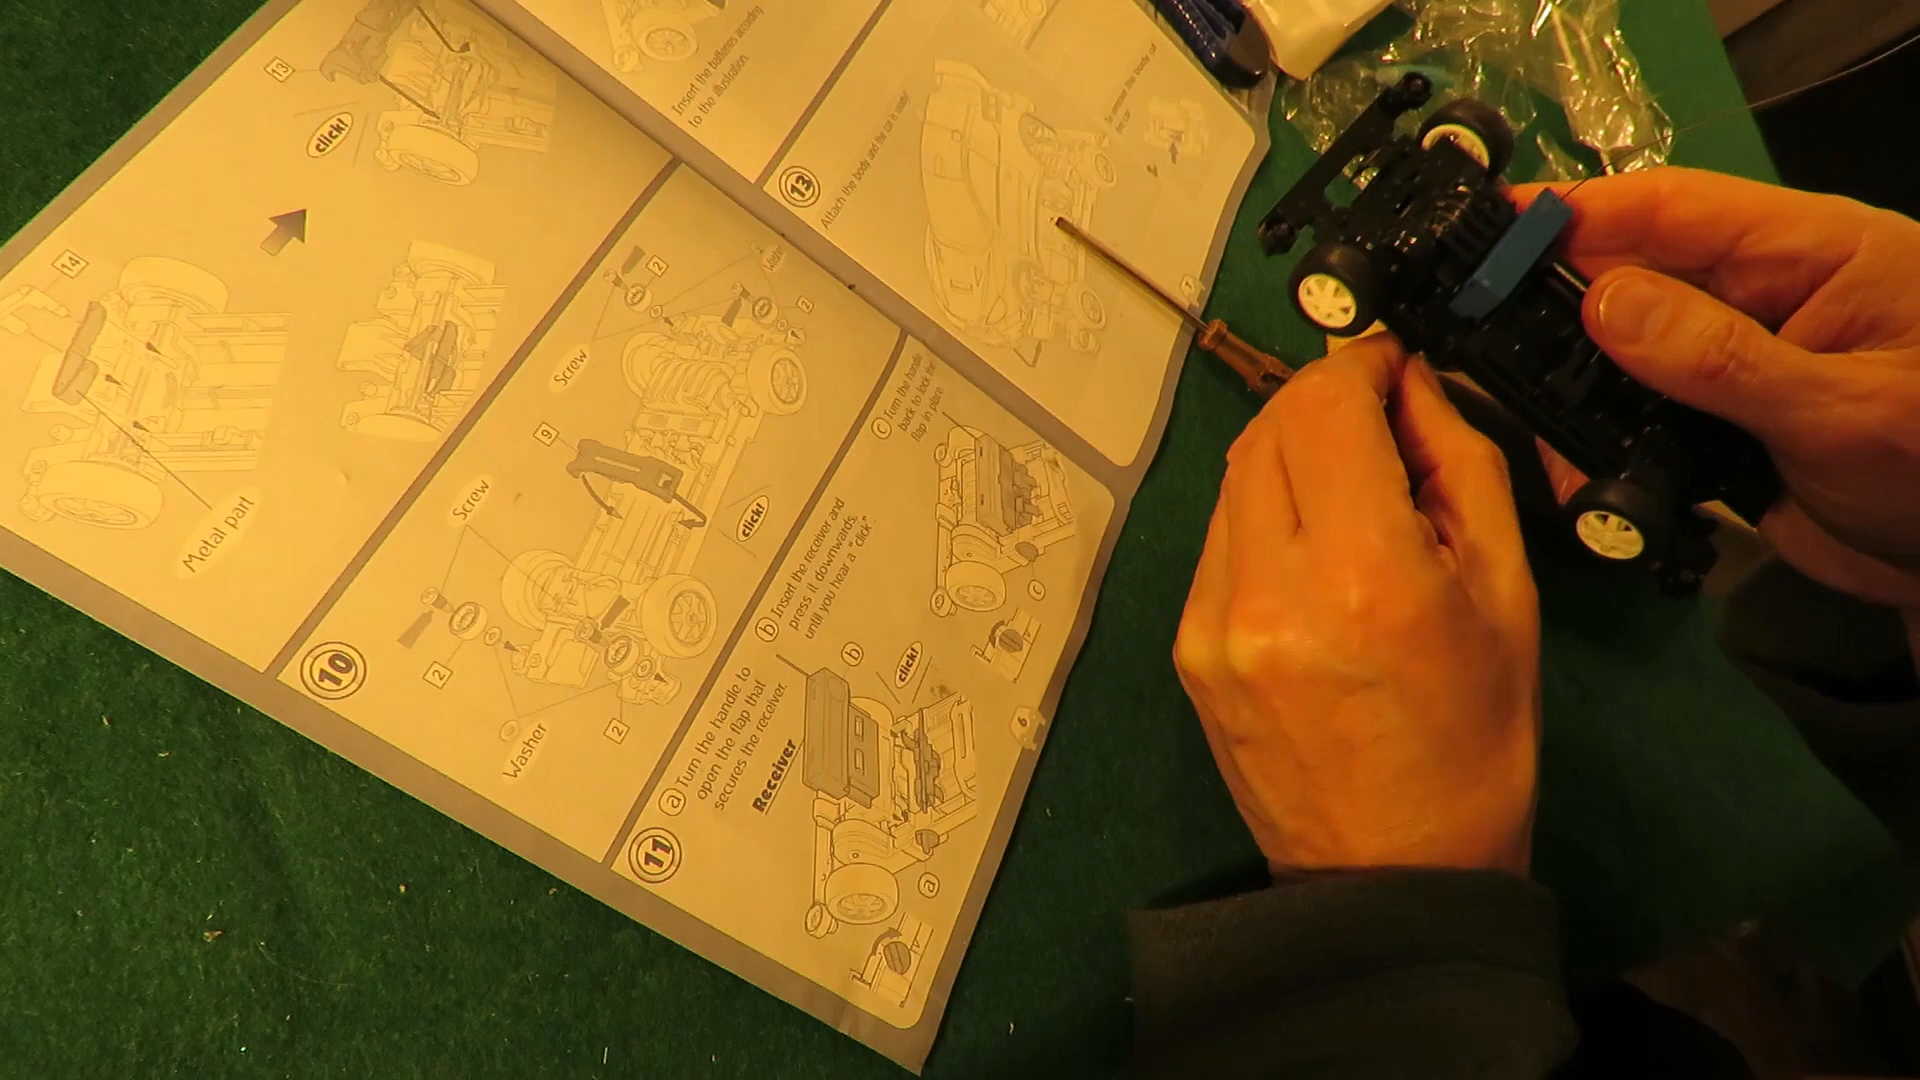 13
click!
14
Metal part
Insert the batteries according
to the illustration.
13
Attach the body and the car is ready!
7
10
Screw
2
Washer
2
9
Screw
click!
2
Washer
2
11
a Turn the handle to
open the flap that
secures the receiver.
Receiver
b Insert the receiver and
press it downwards,
until you hear a "click."
c Turn the handle
back to lock the
flap in place.
b
click!
a
c
6